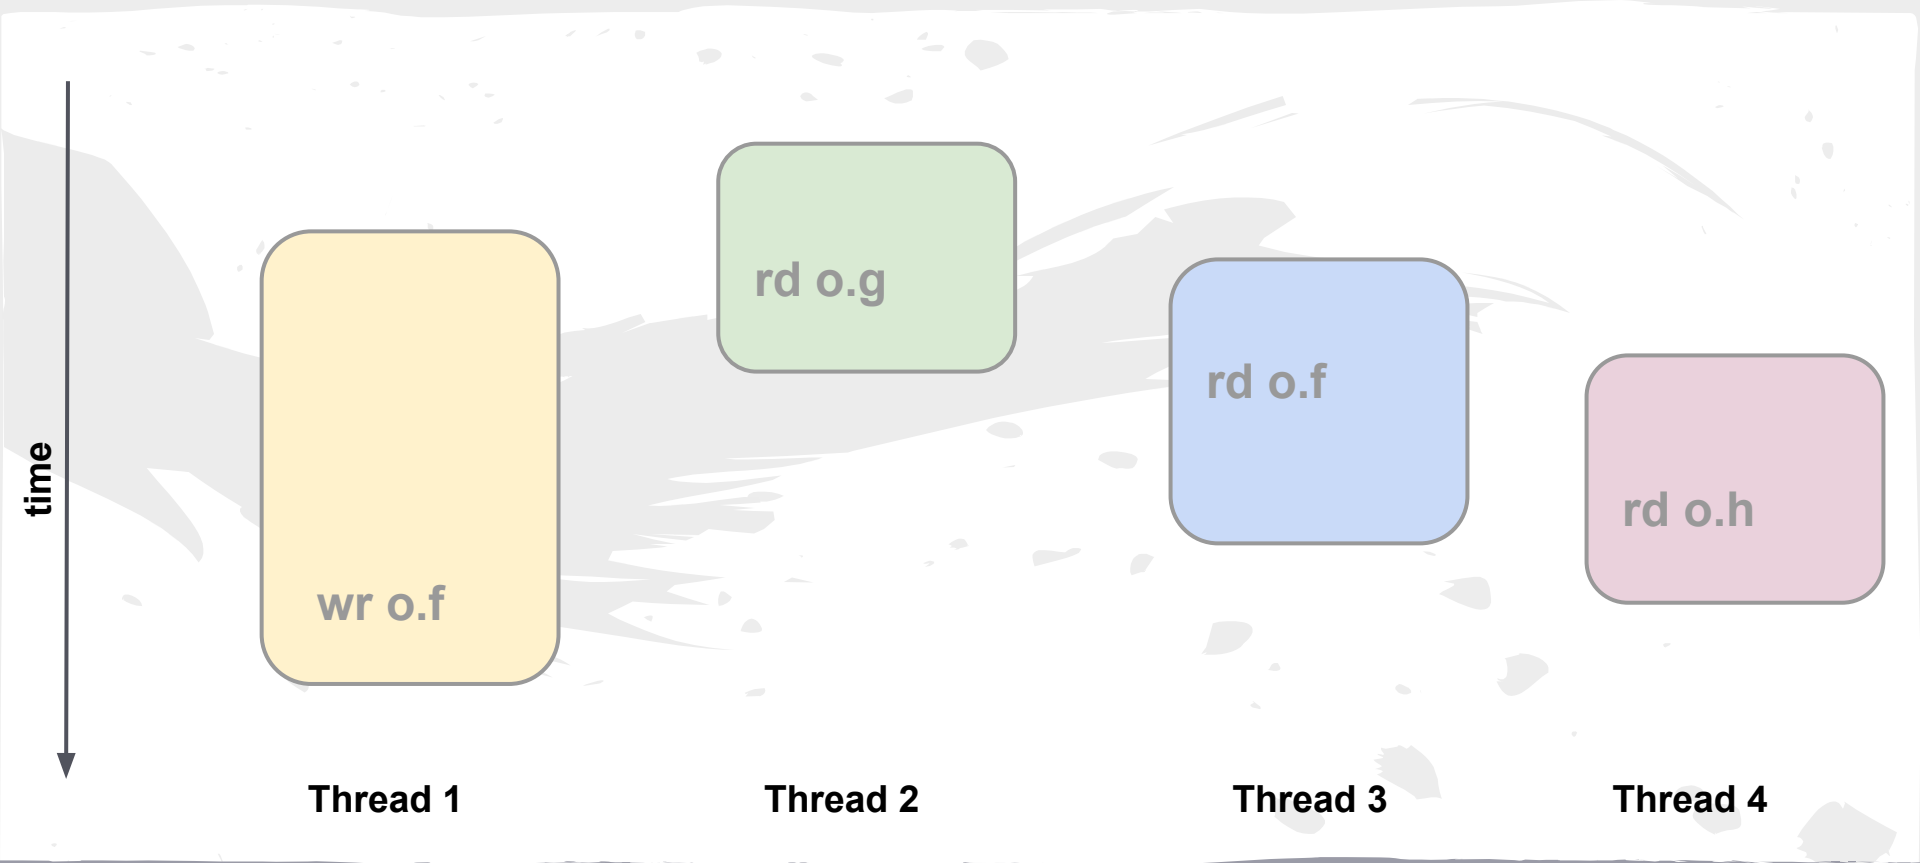 time
rd o.g
rd o.f
rd o.h
wr o.f
Thread 1
Thread 2
Thread 3
Thread 4